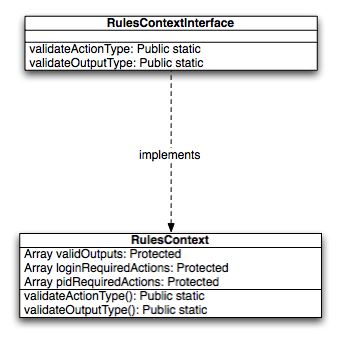 RulesContextInterface
validateActionType: Public static
validateOutputType: Public static
implements
RulesContext
Array validOutputs: Protected
Array loginRequiredActions: Protected
Array pidRequiredActions: Protected
validateActionType(): Public static
validateOutputType(): Public static